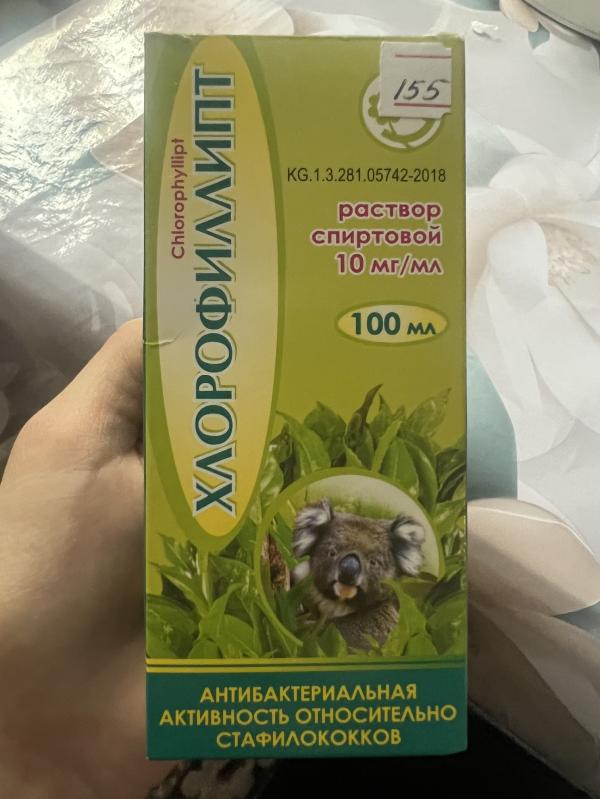 155
KG.1.3.281.05742-2018
ХЛОРОФИЛЛИПТ
Chlorophyllipt
раствор
спиртовой
10 мг/мл
100 мл
АНТИБАКТЕРИАЛЬНАЯ
АКТИВНОСТЬ ОТНОСИТЕЛЬНО
СТАФИЛОКОККОВ